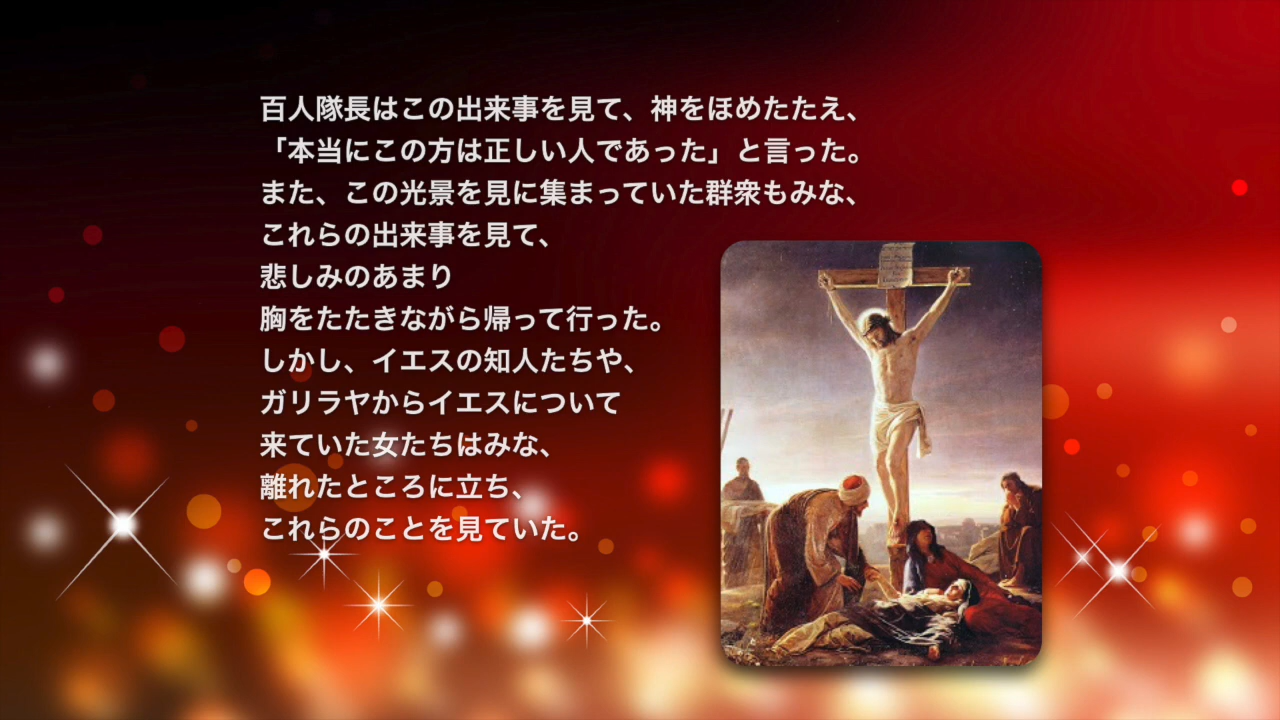 百人隊長はこの出来事を見て、神をほめたたえ、
「本当にこの方は正しい人であった」と言った。
また、この光景を見に集まっていた群衆もみな、
これらの出来事を見て、
悲しみのあまり
胸をたたきながら帰って行った。
しかし、イエスの知人たちや、
ガリラヤからイエスについて
来ていた女たちはみな、
離れたところに立ち、
これらのことを見ていた。